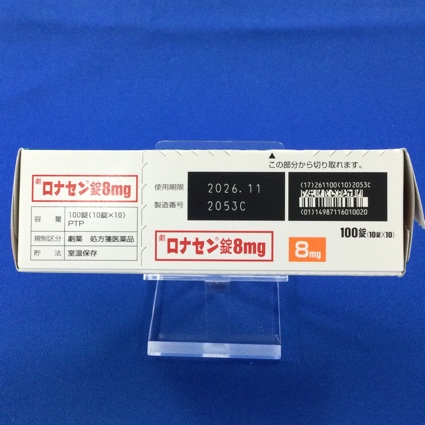 劇 ロナセン®錠8mg
容量 100錠(10錠×10)
PTP
規制区分 劇薬 処方箋医薬品
貯法 室温保存
▲
この部分から切り取れます。
使用期限 2026.11
製造番号 2053C
(17)261100(10)2053C
(01)14987116010020
劇 ロナセン®錠8mg
8mg
100錠(10錠×10)